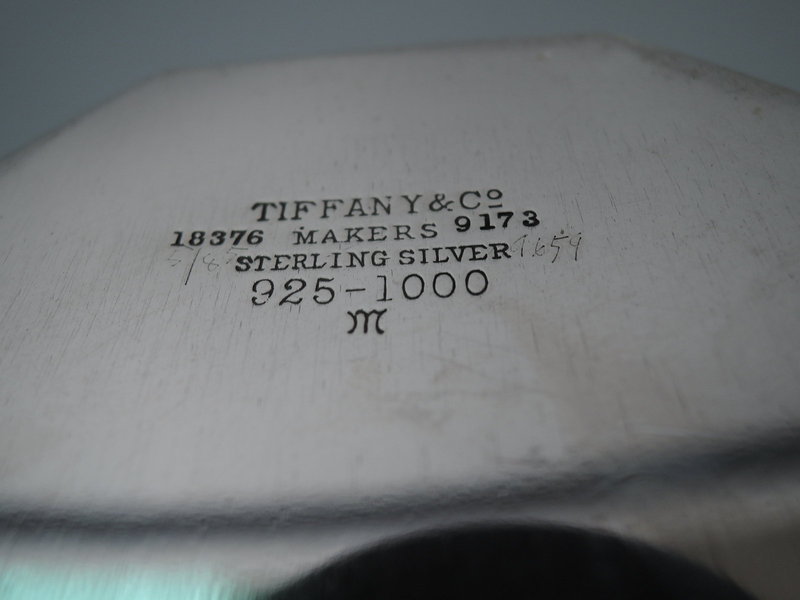 TIFFANY & Cº
18376 MAKERS 9173
STERLING SILVER
925-1000
m